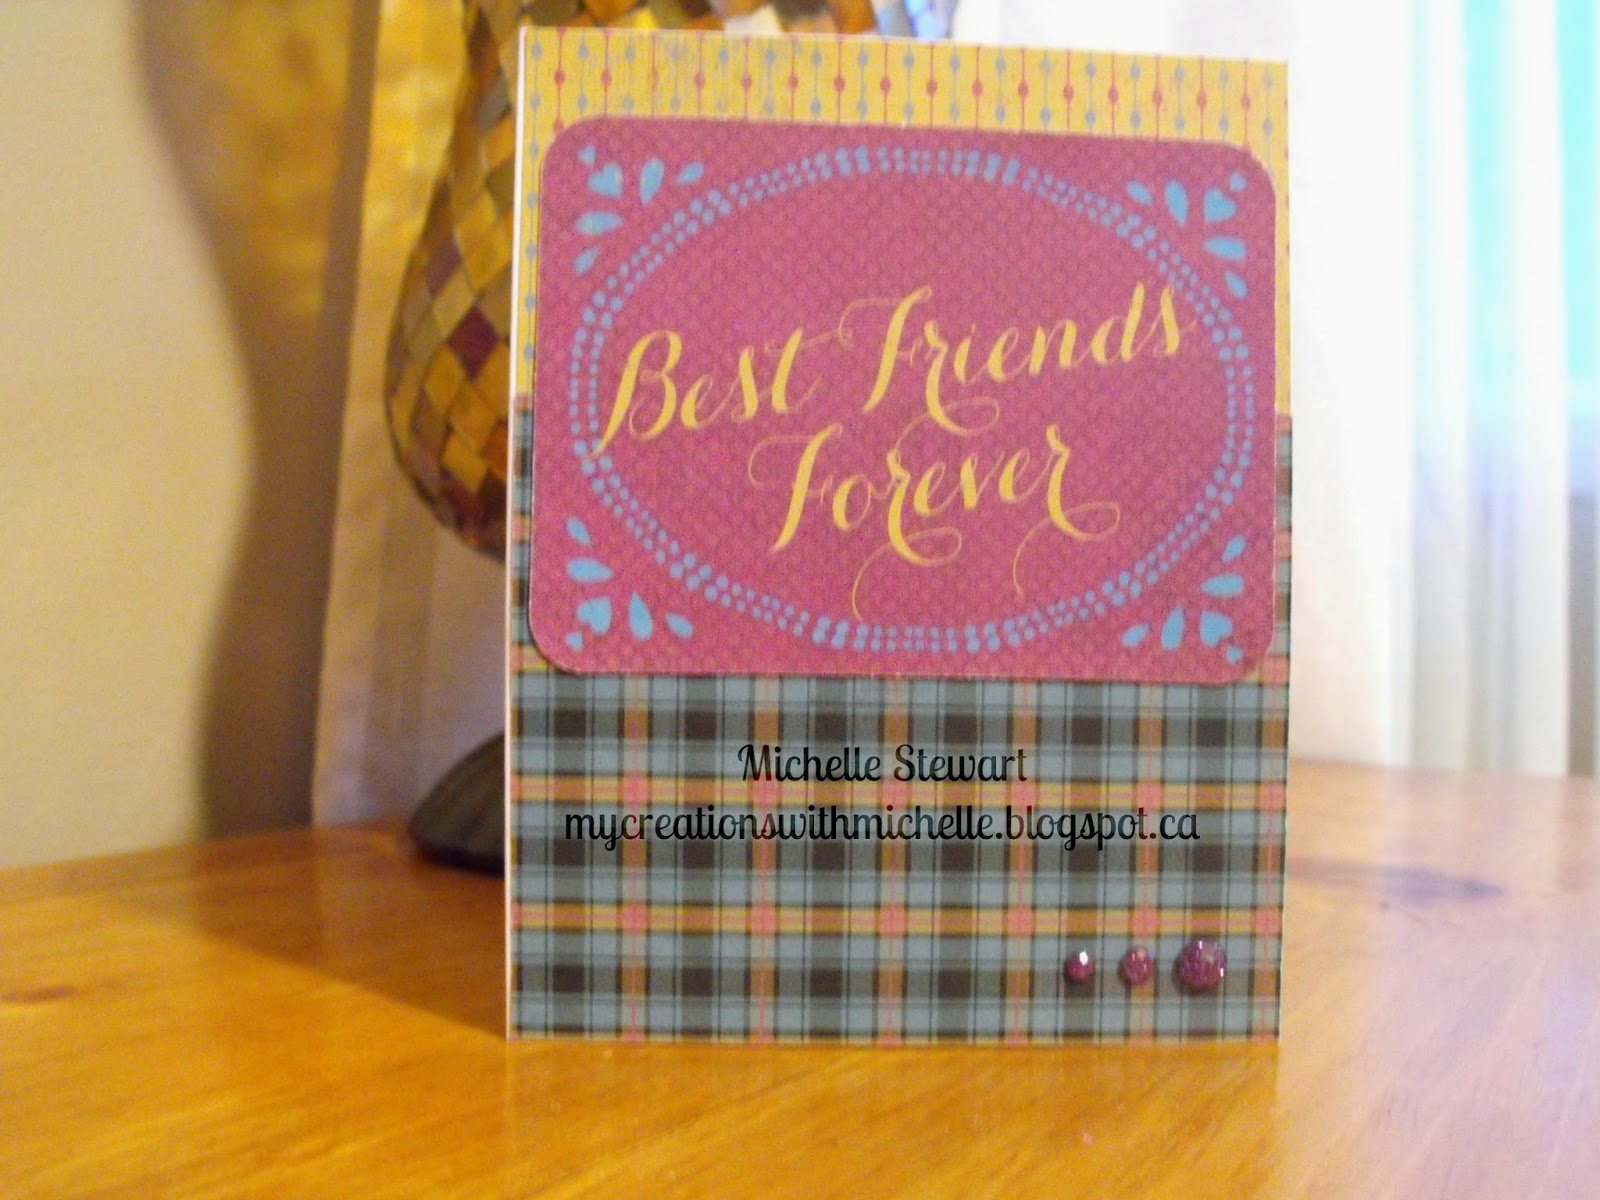 Best Friends
Forever
Michelle Stewart
mycreationswithmichelle.blogspot.ca